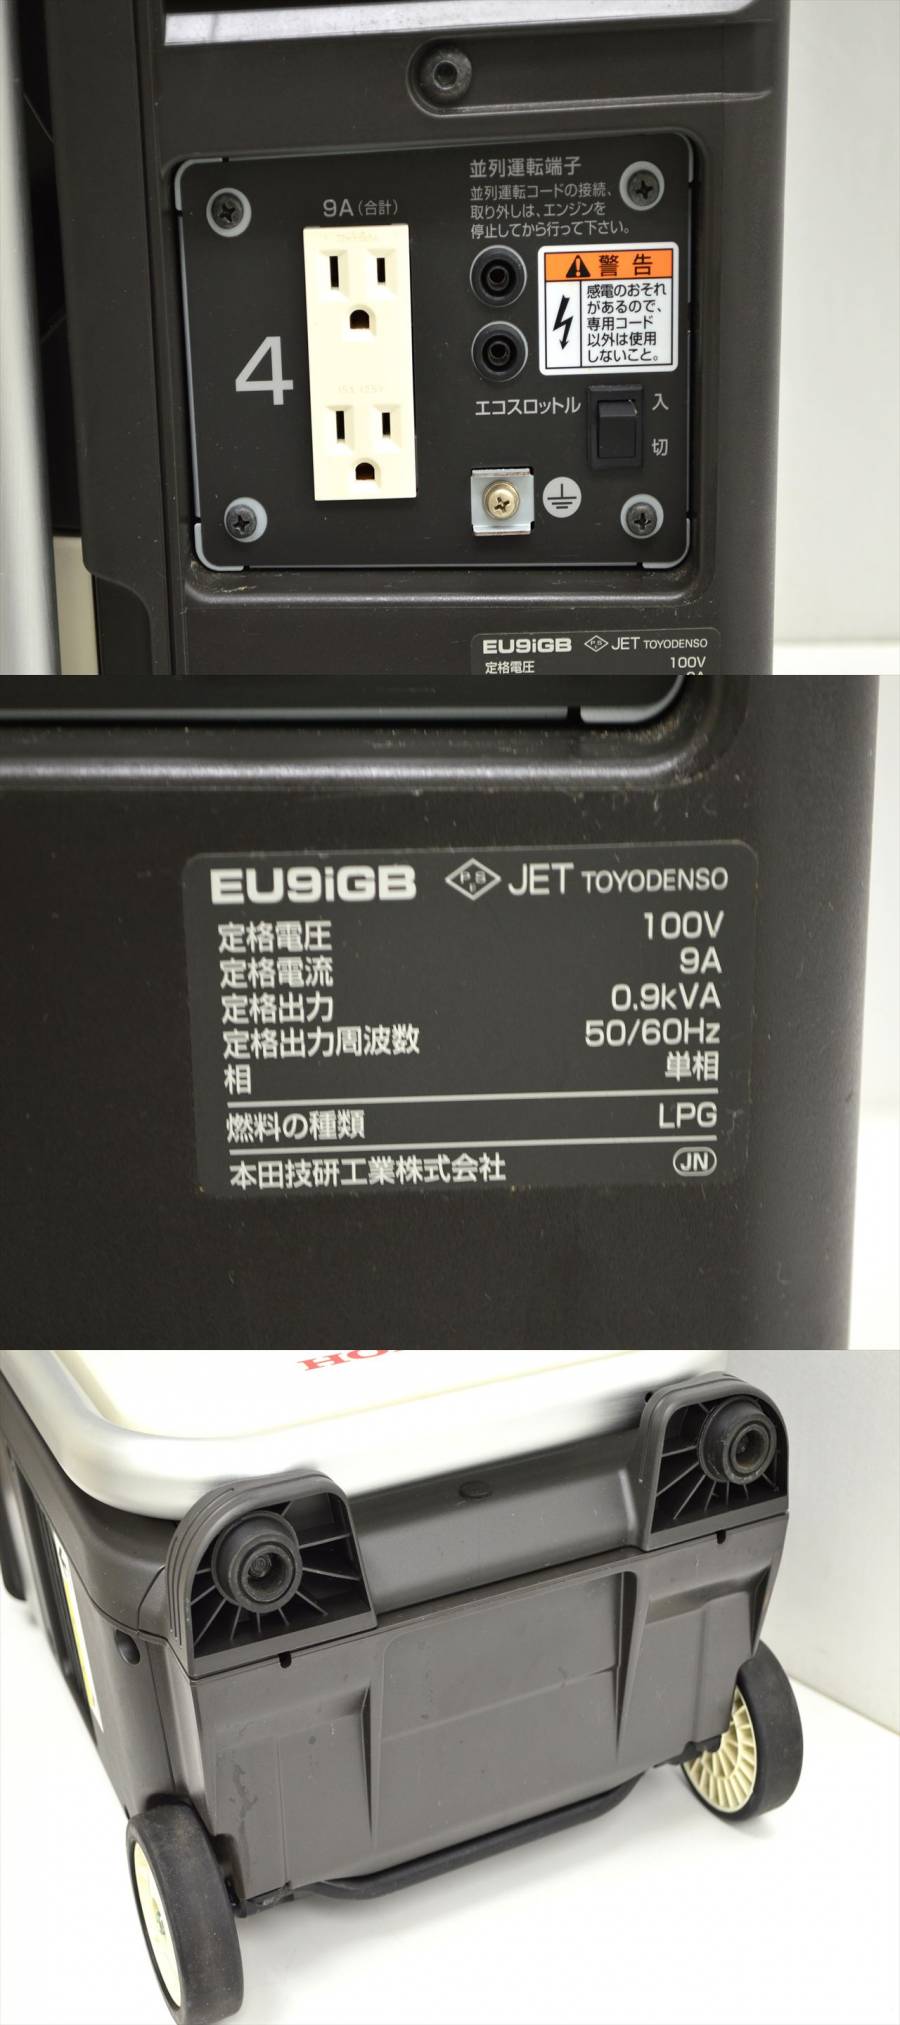 9A(合計)
4
15A 125V
並列運転端子
並列運転コードの接続、
取り外しは、エンジンを
停止してから行って下さい。
警告
感電のおそれ
があるので、
専用コード
以外は使用
しないこと。
エコスロットル
入
切
EU9iGB PSE JET TOYODENSO
定格電圧 100V
EU9iGB PSE JET TOYODENSO
定格電圧 100V
定格電流 9A
定格出力 0.9kVA
定格出力周波数 50/60Hz
相 単相
燃料の種類 LPG
本田技研工業株式会社 JN